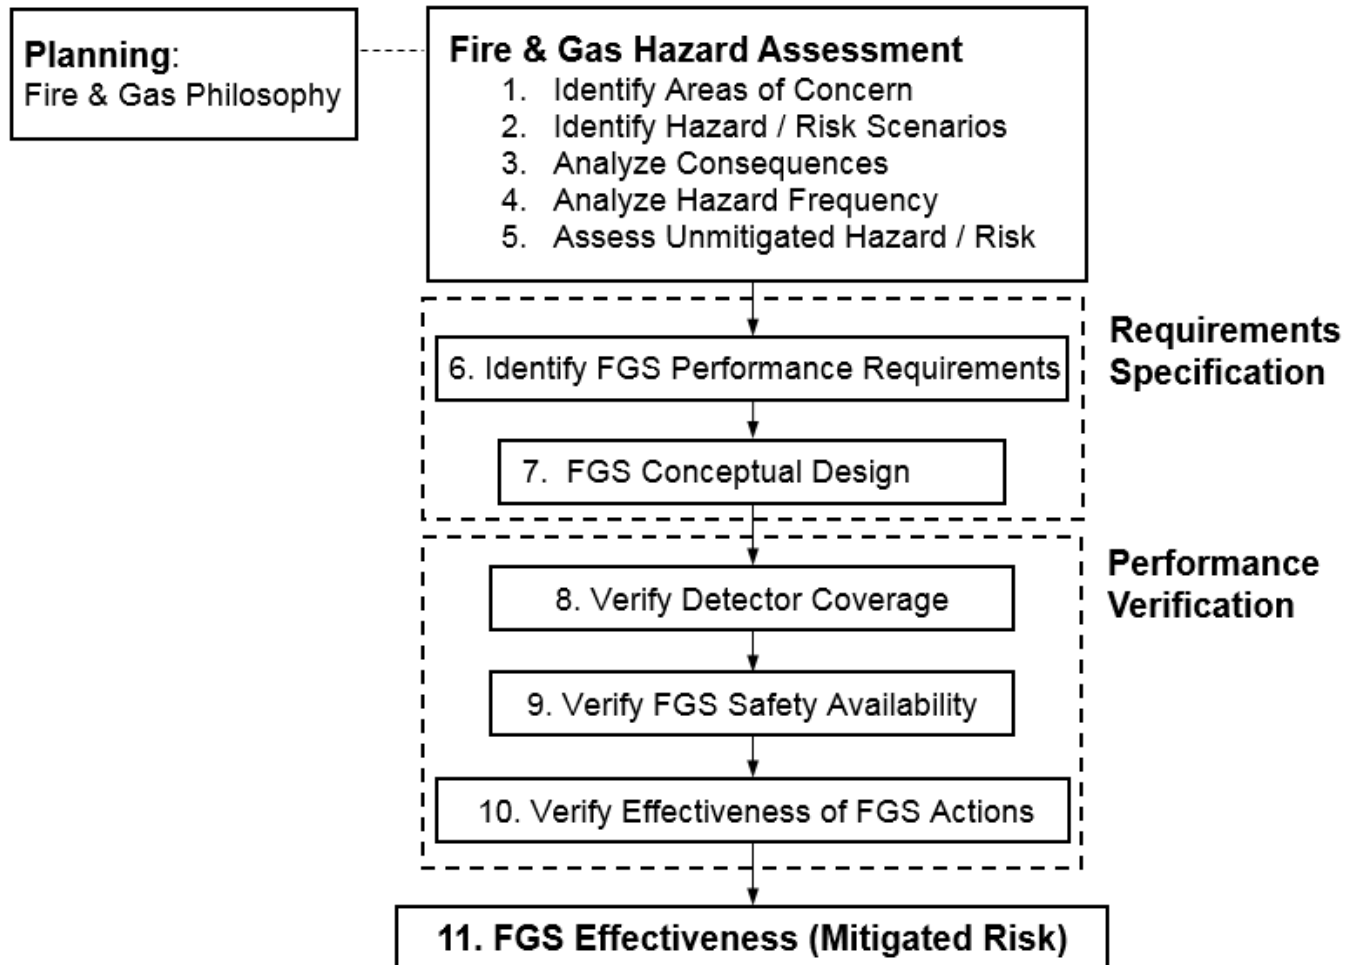 Planning:
Fire & Gas Philosophy
Fire & Gas Hazard Assessment
1. Identify Areas of Concern
2. Identify Hazard / Risk Scenarios
3. Analyze Consequences
4. Analyze Hazard Frequency
5. Assess Unmitigated Hazard / Risk
Requirements
Specification
6. Identify FGS Performance Requirements
7. FGS Conceptual Design
Performance
Verification
8. Verify Detector Coverage
9. Verify FGS Safety Availability
10. Verify Effectiveness of FGS Actions
11. FGS Effectiveness (Mitigated Risk)